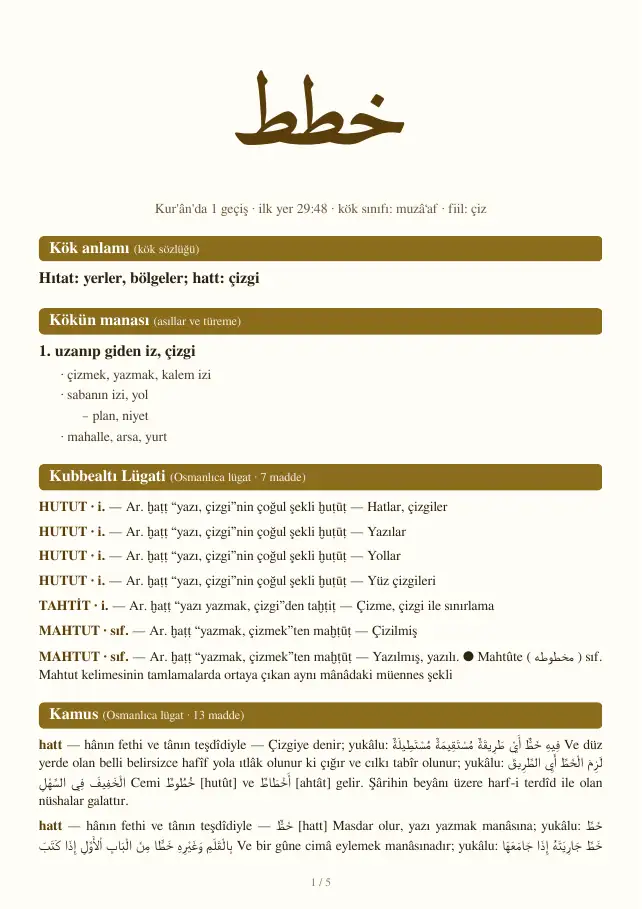 خطط
Kur'ân'da 1 geçiş · ilk yer 29:48 · kök sınıfı: muzâ‘af · fiil: çiz
Kök anlamı (kök sözlüğü)
Hıtat: yerler, bölgeler; hatt: çizgi
Kökün manası (asıllar ve türeme)
1. uzanıp giden iz, çizgi
· çizmek, yazmak, kalem izi
· sabanın izi, yol
– plan, niyet
· mahalle, arsa, yurt
Kubbealtı Lügati (Osmanlıca lügat · 7 madde)
HUTUT · i. — Ar. ḫaṭṭ “yazı, çizgi”nin çoğul şekli ḫuṭūṭ — Hatlar, çizgiler
HUTUT · i. — Ar. ḫaṭṭ “yazı, çizgi”nin çoğul şekli ḫuṭūṭ — Yazılar
HUTUT · i. — Ar. ḫaṭṭ “yazı, çizgi”nin çoğul şekli ḫuṭūṭ — Yollar
HUTUT · i. — Ar. ḫaṭṭ “yazı, çizgi”nin çoğul şekli ḫuṭūṭ — Yüz çizgileri
TAHTİT · i. — Ar. ḫaṭṭ “yazı yazmak, çizgi”den taḫṭiṭ — Çizme, çizgi ile sınırlama
MAHTUT · sıf. — Ar. ḫaṭṭ “yazmak, çizmek”ten maḫṭūṭ — Çizilmiş
MAHTUT · sıf. — Ar. ḫaṭṭ “yazmak, çizmek”ten maḫṭūṭ — Yazılmış, yazılı. ● Mahtûte ( مخطوطه ) sıf.
Mahtut kelimesinin tamlamalarda ortaya çıkan aynı mânâdaki müennes şekli
Kamus (Osmanlıca lügat · 13 madde)
hatt — hânın fethi ve tânın teşdîdiyle — Çizgiye denir; yukâlu: فِيهِ خَطٌّ أَيْ طَرِيقَةٌ مُسْتَقِيمَةٌ مُسْتَطِيلَةٌ Ve düz
yerde olan belli belirsizce hafîf yola ıtlâk olunur ki çığır ve cılkı tabîr olunur; yukâlu: لَزِمَ الْخَطَّ أَيِ الطَّرِيقَ
الْخَفِيفَ فِي السَّهْلِ Cemi خُطُوطٌ [hutût] ve أَخْطَاطٌ [ahtât] gelir. Şârihin beyânı üzere harf-i terdîd ile olan
nüshalar galattır.
hatt — hânın fethi ve tânın teşdîdiyle — خَطٌّ [hatt] Masdar olur, yazı yazmak manâsına; yukâlu: خَطَّ
بِالْقَلَمِ وَغَيْرِهِ خَطًّا مِنَ الْبَابِ الْأَوَّلِ إِذَا كَتَبَ Ve bir gûne cimâ eylemek manâsınadır; yukâlu: خَطَّ جَارِيَتَهُ إِذَا جَامَعَهَا
1 / 5